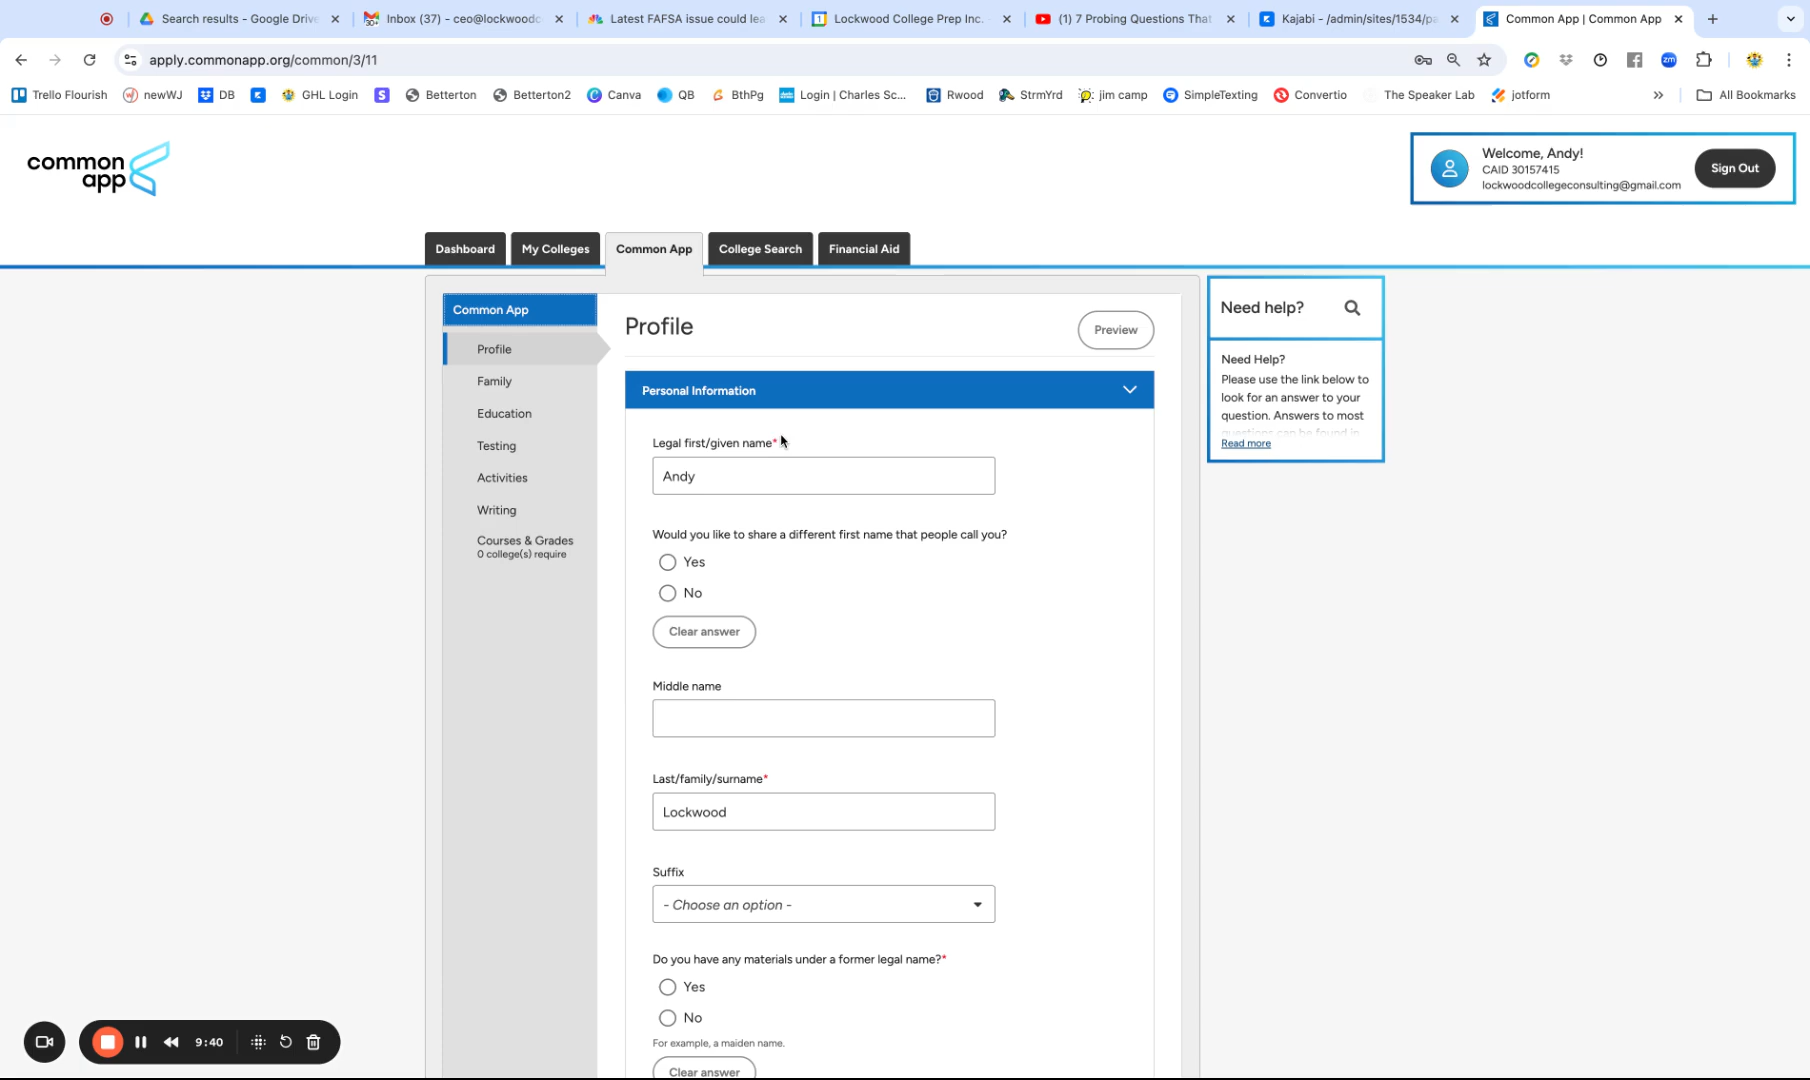 Search results - Google Drive
Inbox (37) - ceo@lockwoodc
Latest FAFSA issue could lea
Lockwood College Prep Inc.
(1) 7 Probing Questions That
Kajabi - /admin/sites/1534/pa
Common App | Common App
apply.commonapp.org/common/3/11
Trello Flourish
newWJ
DB
GHL Login
Betterton
Betterton2
Canva
QB
BthPg
Login | Charles Sc...
Rwood
StrmYrd
jim camp
SimpleTexting
Convertio
The Speaker Lab
jotform
All Bookmarks
common
app
Welcome, Andy!
CAID 30157415
lockwoodcollegeconsulting@gmail.com
Sign Out
Dashboard
My Colleges
Common App
College Search
Financial Aid
Common App
Profile
Family
Education
Testing
Activities
Writing
Courses & Grades
0 college(s) require
Profile
Preview
Personal Information
Legal first/given name*
Andy
Would you like to share a different first name that people call you?
Yes
No
Clear answer
Middle name
Last/family/surname*
Lockwood
Suffix
- Choose an option -
Do you have any materials under a former legal name?*
Yes
No
For example, a maiden name.
Clear answer
Need help?
Need Help?
Please use the link below to
look for an answer to your
question. Answers to most
questions can be found in
Read more
9:40